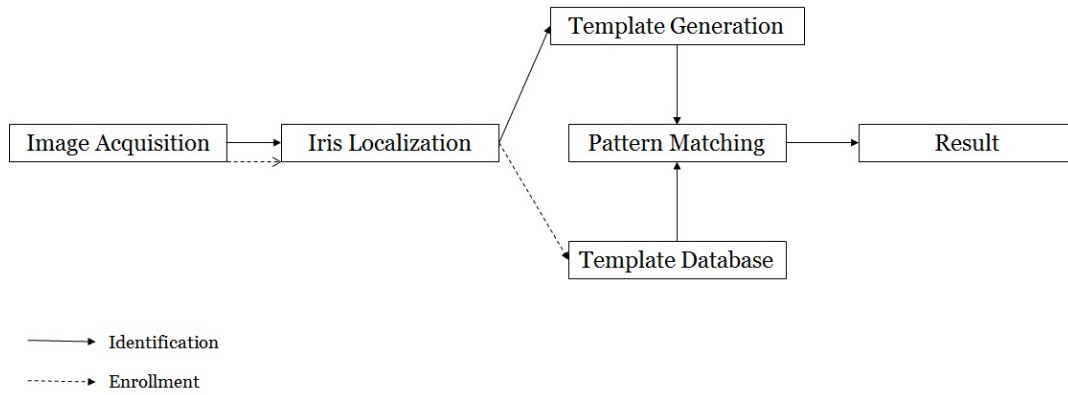 Template Generation
Image Acquisition
Iris Localization
Pattern Matching
Result
Template Database
Identification
Enrollment